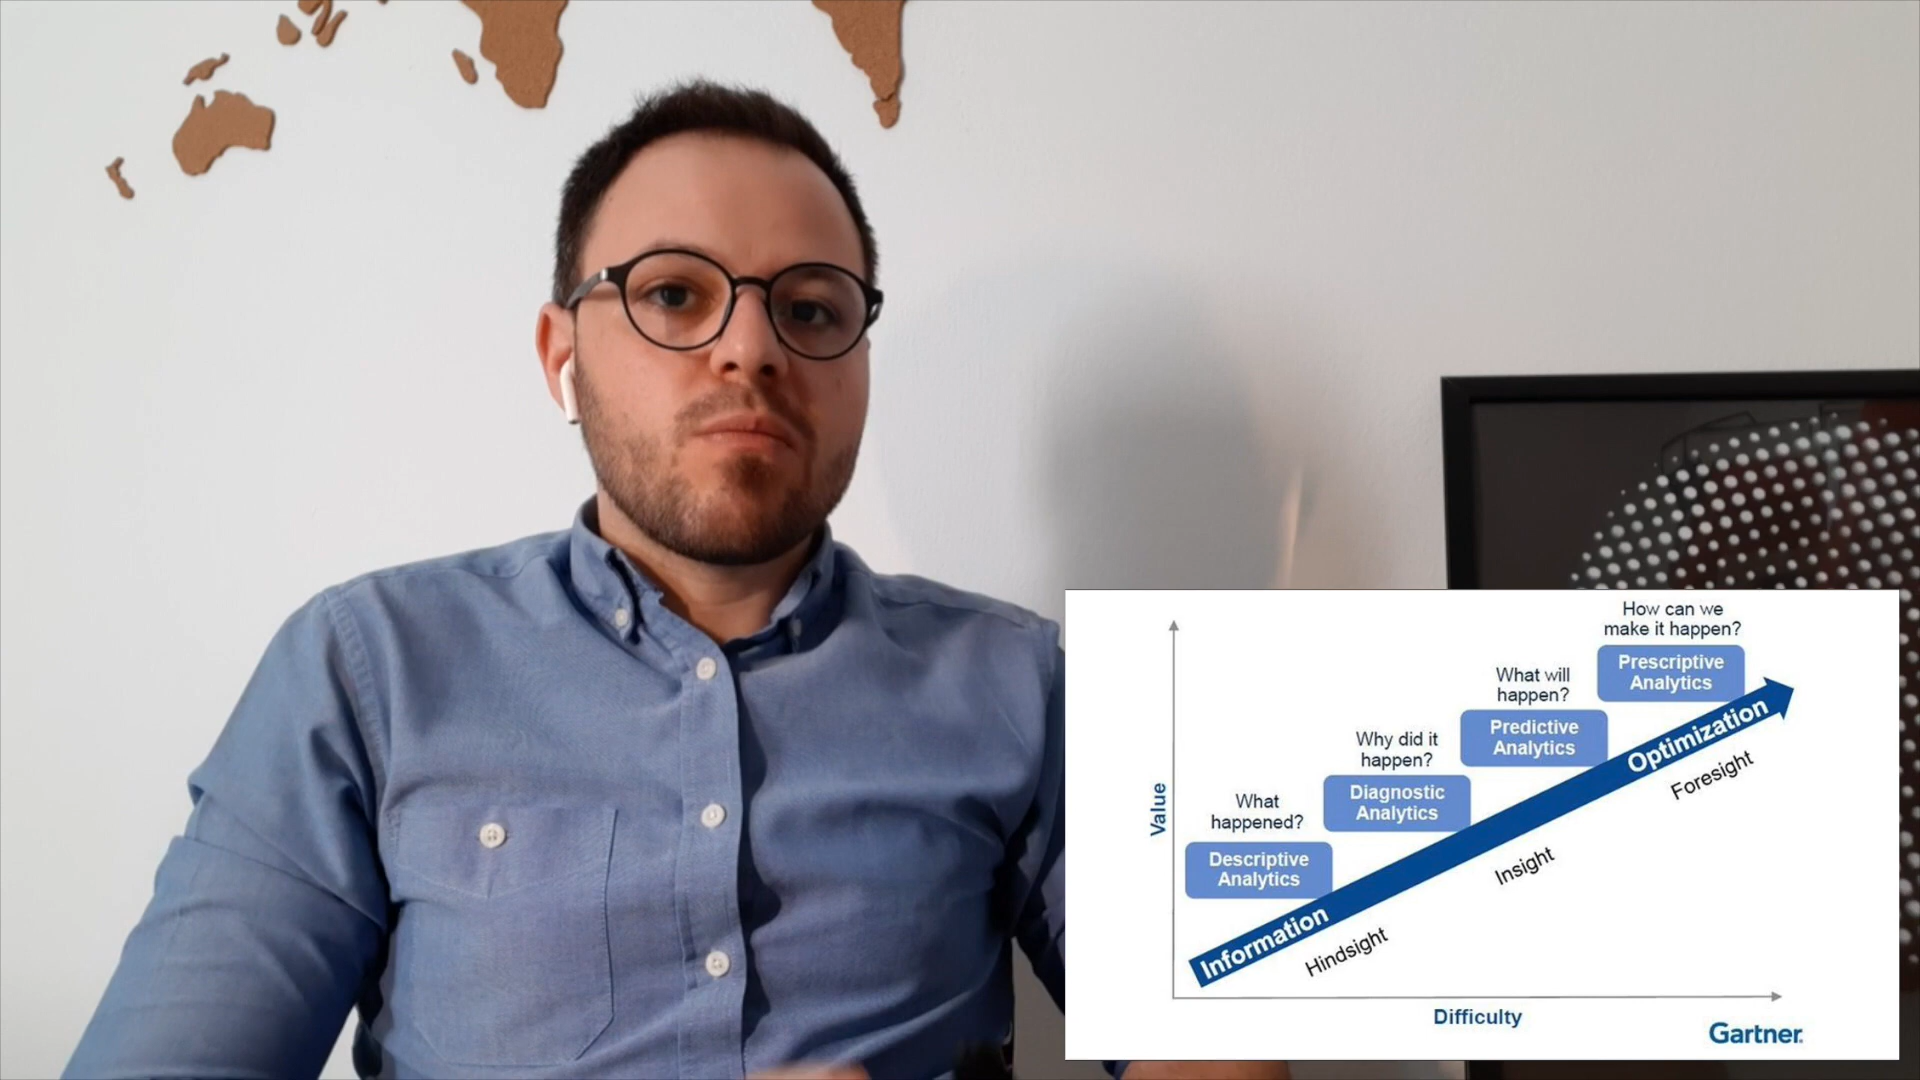 How can we
make it happen?
Prescriptive
Analytics
What will
happen?
Predictive
Analytics
Why did it
happen?
Diagnostic
Analytics
What
happened?
Descriptive
Analytics
Value
Information
Optimization
Hindsight
Insight
Foresight
Difficulty
Gartner.